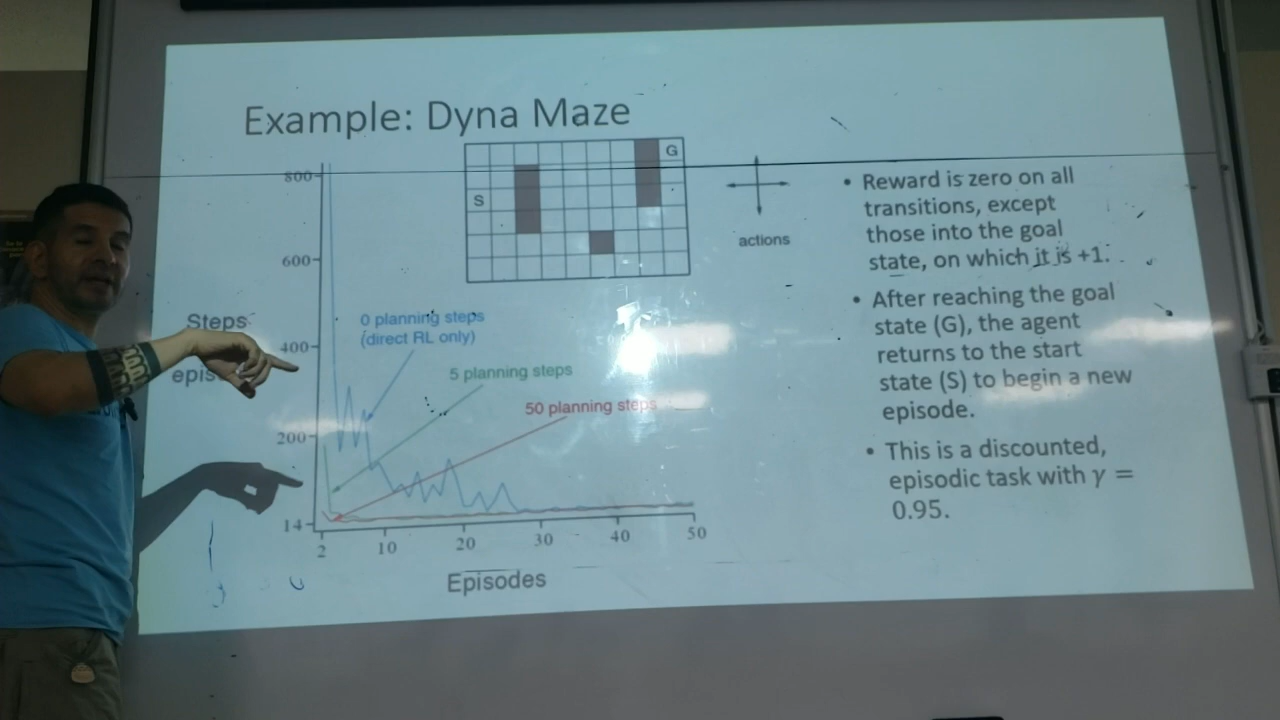 Example: Dyna Maze
G
S
actions
800
600
400
200
14
Steps
0 planning steps
(direct RL only)
5 planning steps
50 planning steps
2
10
20
30
40
50
Episodes
• Reward is zero on all
transitions, except
those into the goal
state, on which it is +1.
• After reaching the goal
state (G), the agent
returns to the start
state (S) to begin a new
episode.
• This is a discounted,
episodic task with γ =
0.95.